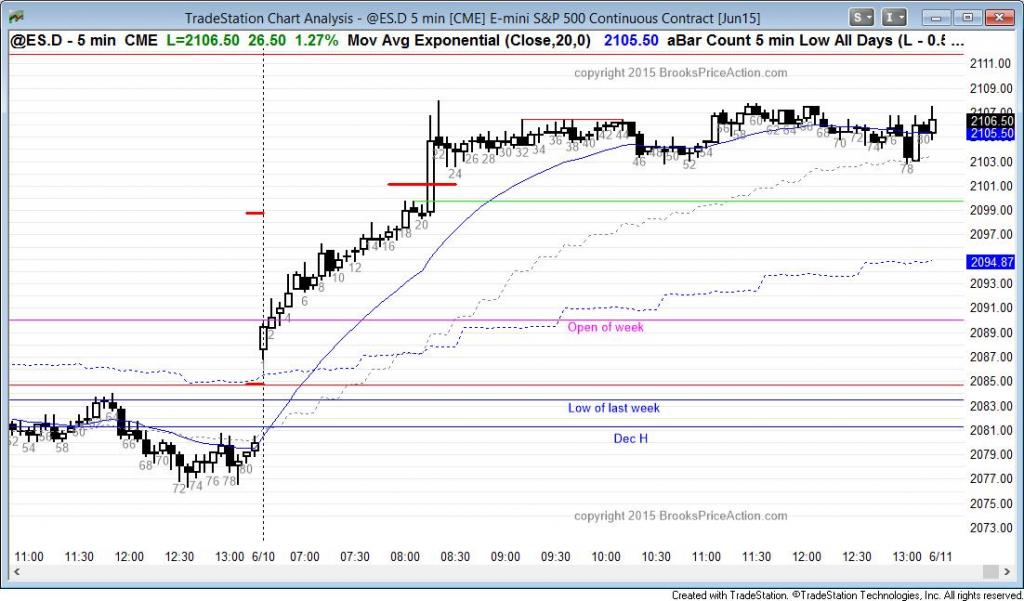 TradeStation Chart Analysis - @ES.D 5 min [CME] E-mini S&P 500 Continuous Contract [Jun15]
S I
@ES.D - 5 min CME L=2106.50 26.50 1.27% Mov Avg Exponential (Close,20,0) 2105.50 aBar Count 5 min Low All Days (L - 0.5 ...
copyright 2015 BrooksPriceAction.com
2111.00
2109.00
2107.00
2106.50
2105.50
2103.00
2101.00
2099.00
2097.00
2094.87
2093.00
2091.00
2089.00
2087.00
2085.00
2083.00
2081.00
2079.00
2077.00
2075.00
2073.00
52 54 56 58 60 64 66 68 70 72 74 76 78 80
2 4 6 8 10 12 14 16 18 20 22 24 26 28 30 32 34 36 38 40 42 44 46 48 50 52 54 56 58 60 62 64 66 68 70 72 74 76 78 80
Open of week
Low of last week
Dec H
copyright 2015 BrooksPriceAction.com
11:00 11:30 12:00 12:30 13:00 6/10 07:00 07:30 08:00 08:30 09:00 09:30 10:00 10:30 11:00 11:30 12:00 12:30 13:00 6/11
Created with TradeStation. ©TradeStation Technologies, Inc. All rights reserved.